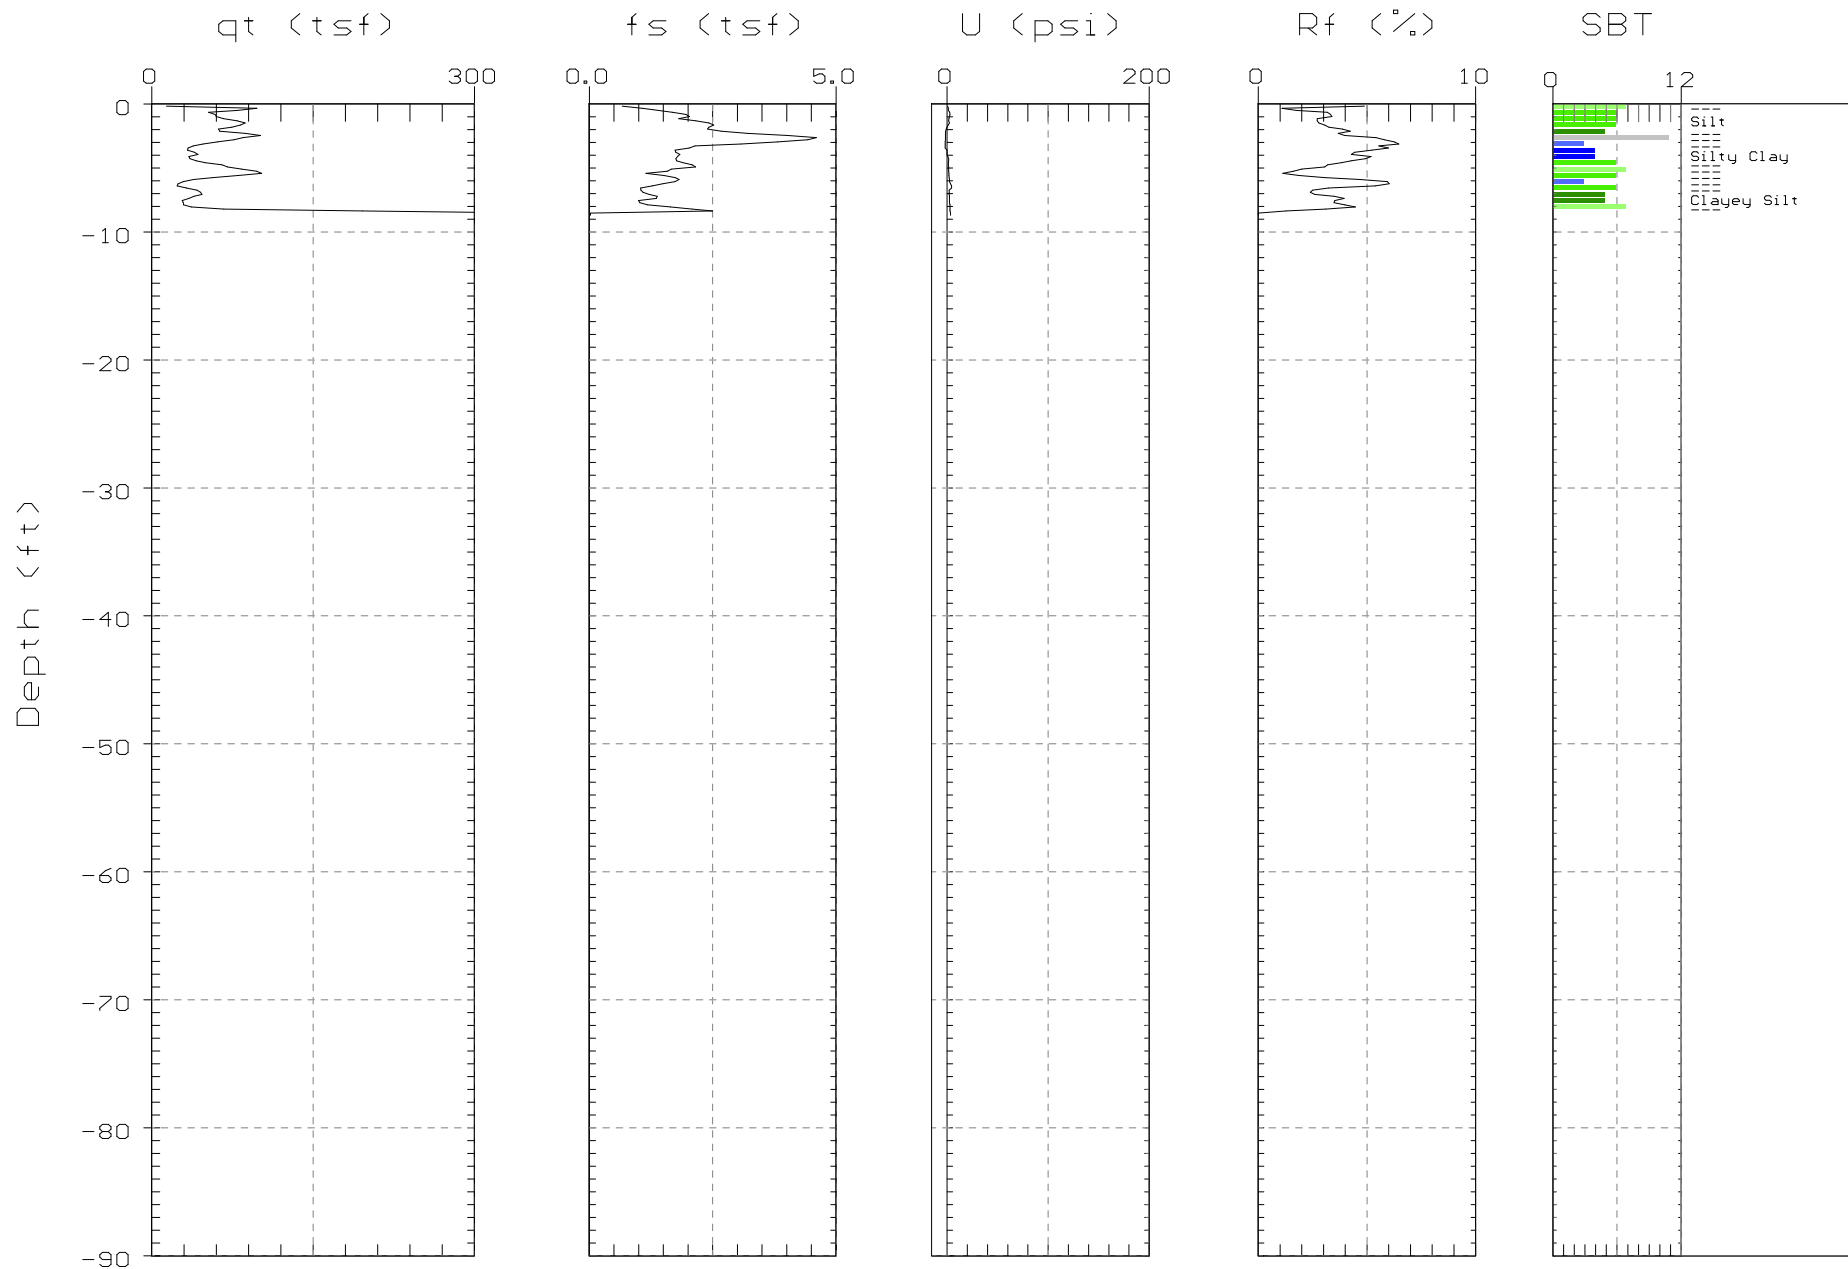 qt (tsf) fs (tsf) U (psi) Rf (%) SBT
0 300 0.0 5.0 0 200 0 10 0 12
0
Silt
Silty Clay
Clayey Silt
-10
-20
-30
-40
-50
-60
-70
-80
-90
Depth (ft)